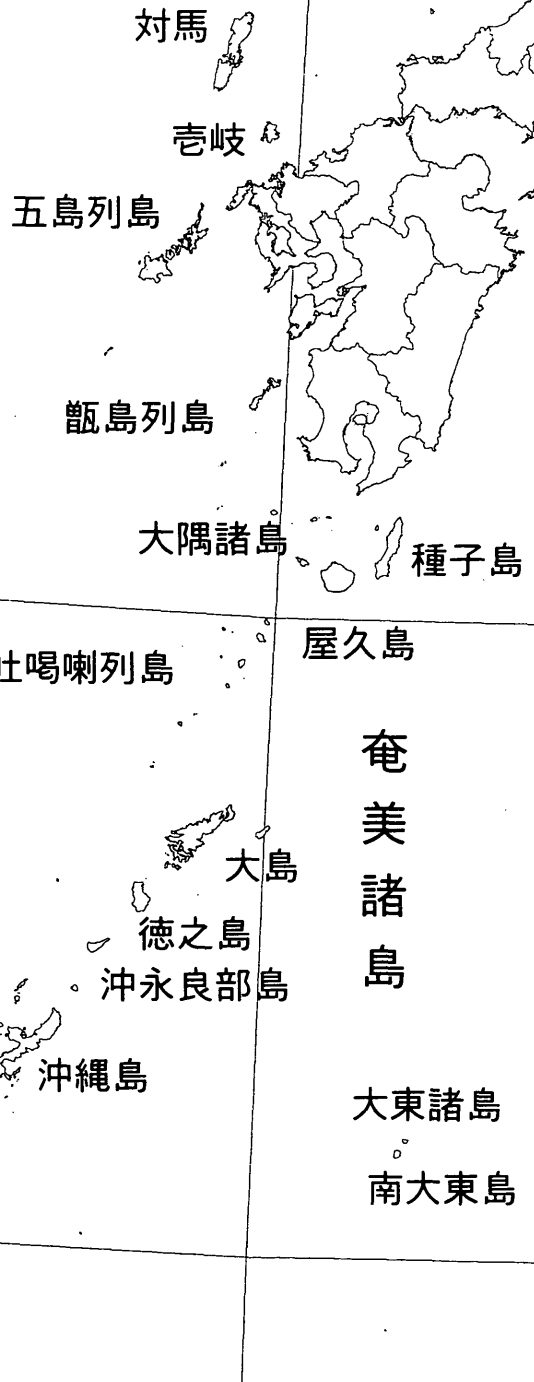 対馬
壱岐
五島列島
甑島列島
大隅諸島
種子島
屋久島
吐喝喇列島
奄美諸島
大島
徳之島
沖永良部島
沖縄島
大東諸島
南大東島